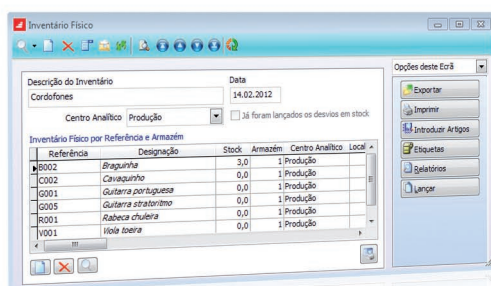 Inventário Físico
Opções deste Ecrã
Descrição do Inventário Data
Cordofones 14.02.2012
Centro Analítico Produção Já foram lançados os desvios em stock
Inventário Físico por Referência e Armazém
Referência Designação Stock Armazém Centro Analítico Local
B002 Braguinha 3,0 1 Produção
C002 Cavaquinho 0,0 1 Produção
G001 Guitarra portuguesa 0,0 1 Produção
G005 Guitarra stratoritmo 0,0 1 Produção
R001 Rabeca chuleira 0,0 1 Produção
V001 Viola toeira 0,0 1 Produção
Exportar
Imprimir
Introduzir Artigos
Etiquetas
Relatórios
Lançar